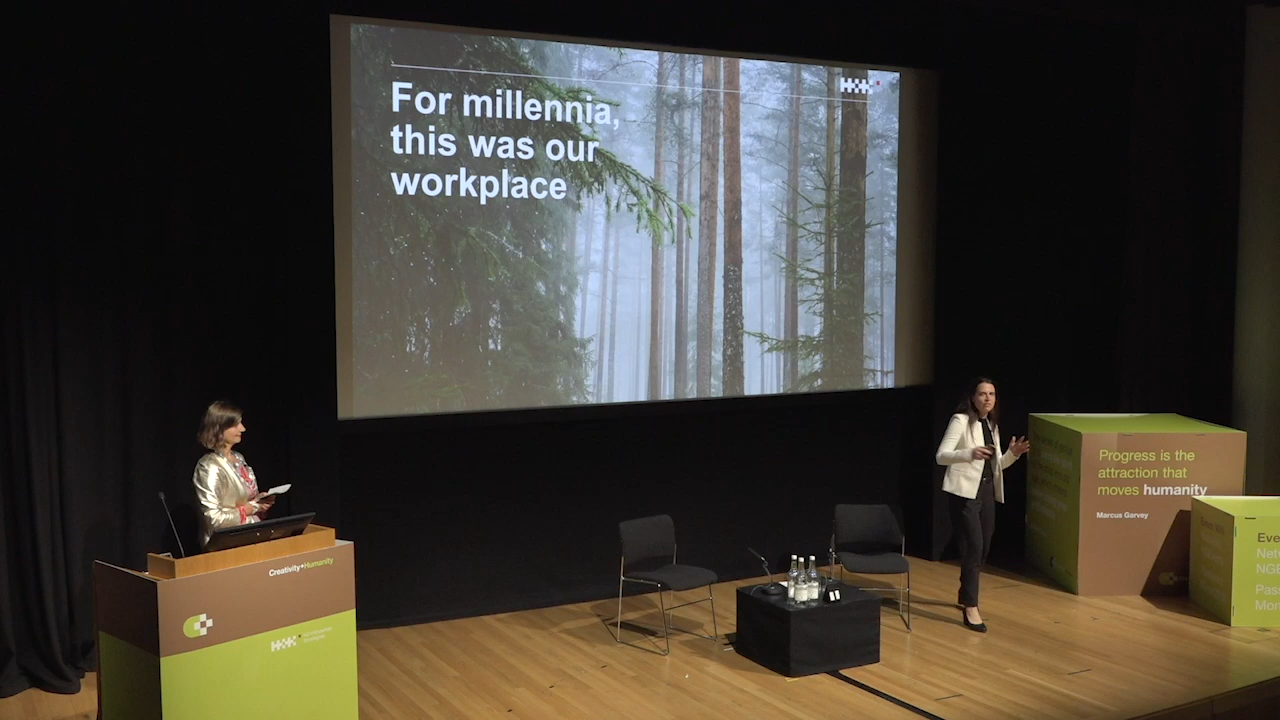 For millennia,
this was our
workplace
Progress is the
attraction that
moves humanity
Marcus Garvey
Creativity+Humanity